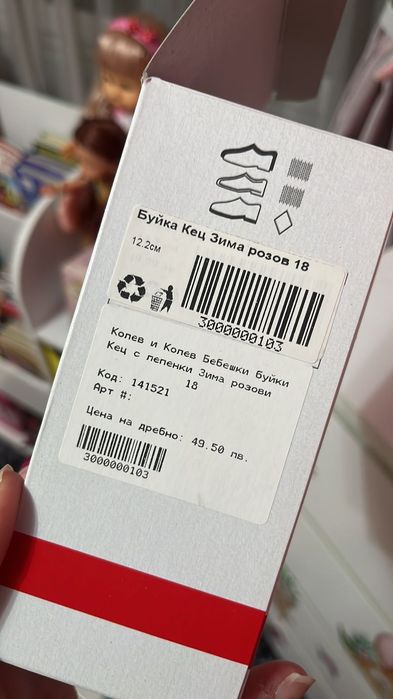 Буйка Кец Зима розов 18
12.2см
3000000103
Колев и Колев Бебешки Буйки
Кец с лепенки Зима розови
18
Код: 141521
Арт #:
Цена на дребно: 49.50 лв.
3000000103